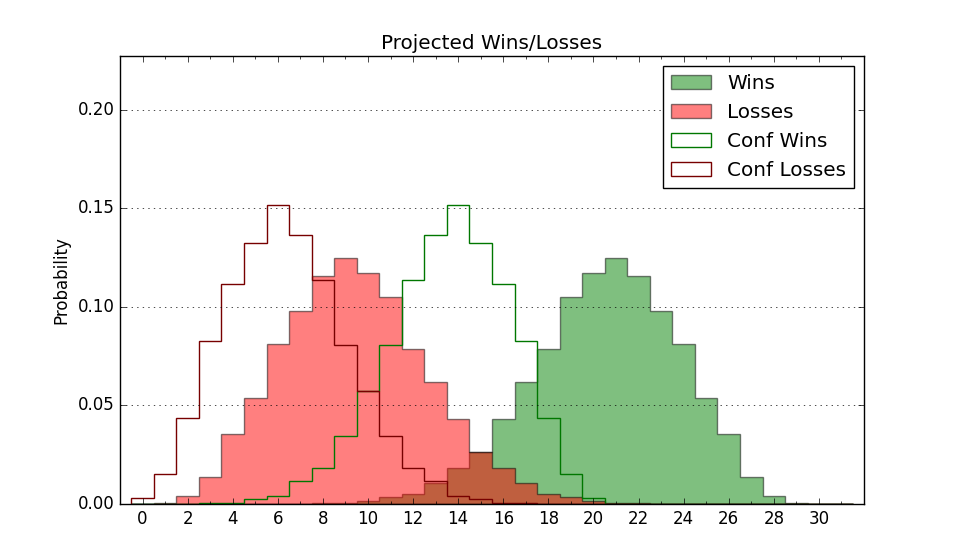 Projected Wins/Losses
Wins
Losses
Conf Wins
Conf Losses
Probability
0.20
0.15
0.10
0.05
0.00
0 2 4 6 8 10 12 14 16 18 20 22 24 26 28 30